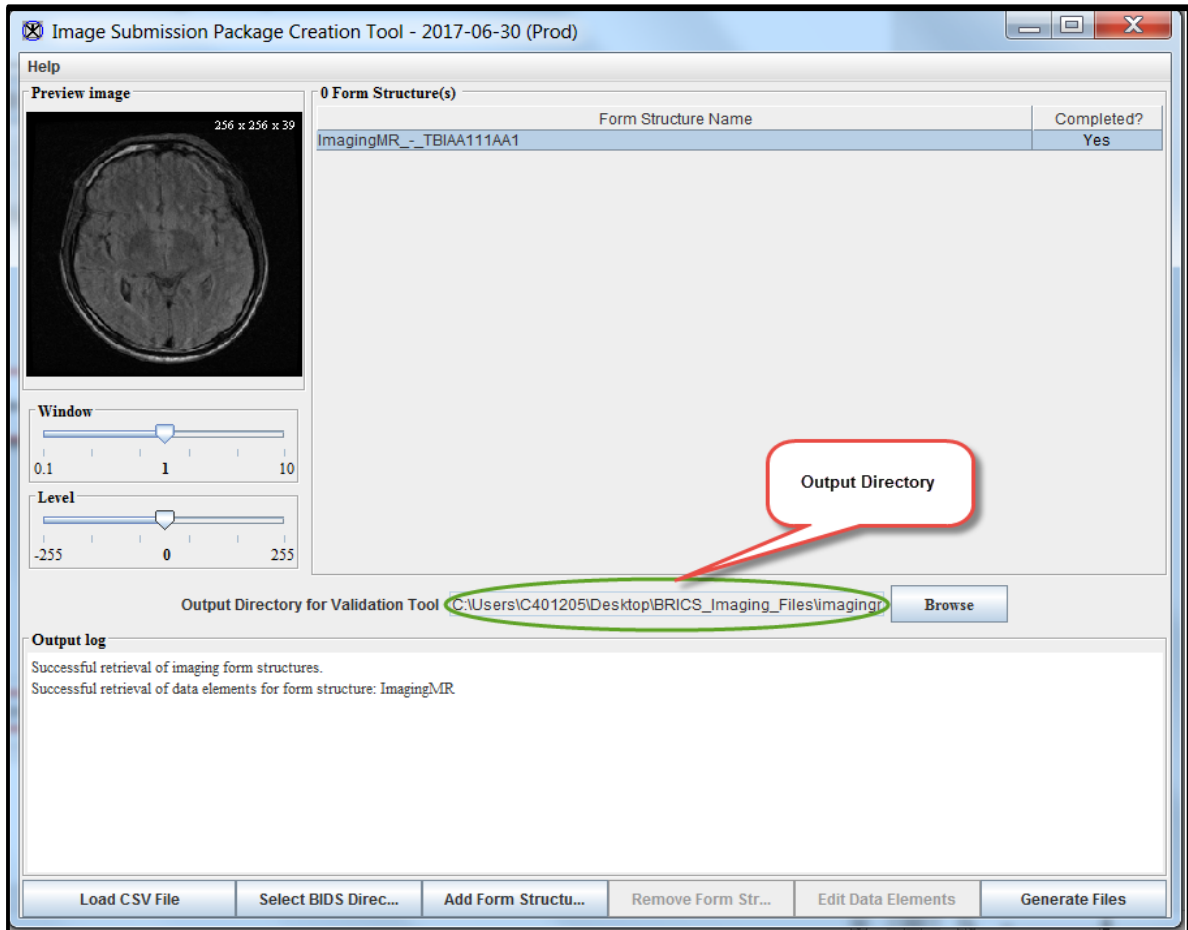 Image Submission Package Creation Tool - 2017-06-30 (Prod)
Help
Preview image
256 x 256 x 39
0 Form Structure(s)
Form Structure Name
Completed?
ImagingMR_-_TBIAA111AA1
Yes
Window
0.1
1
10
Level
-255
0
255
Output Directory
Output Directory for Validation Tool
C:\Users\C401205\Desktop\BRICS_Imaging_Files\imagingr
Browse
Output log
Successful retrieval of imaging form structures.
Successful retrieval of data elements for form structure: ImagingMR
Load CSV File
Select BIDS Direc...
Add Form Structu...
Remove Form Str...
Edit Data Elements
Generate Files